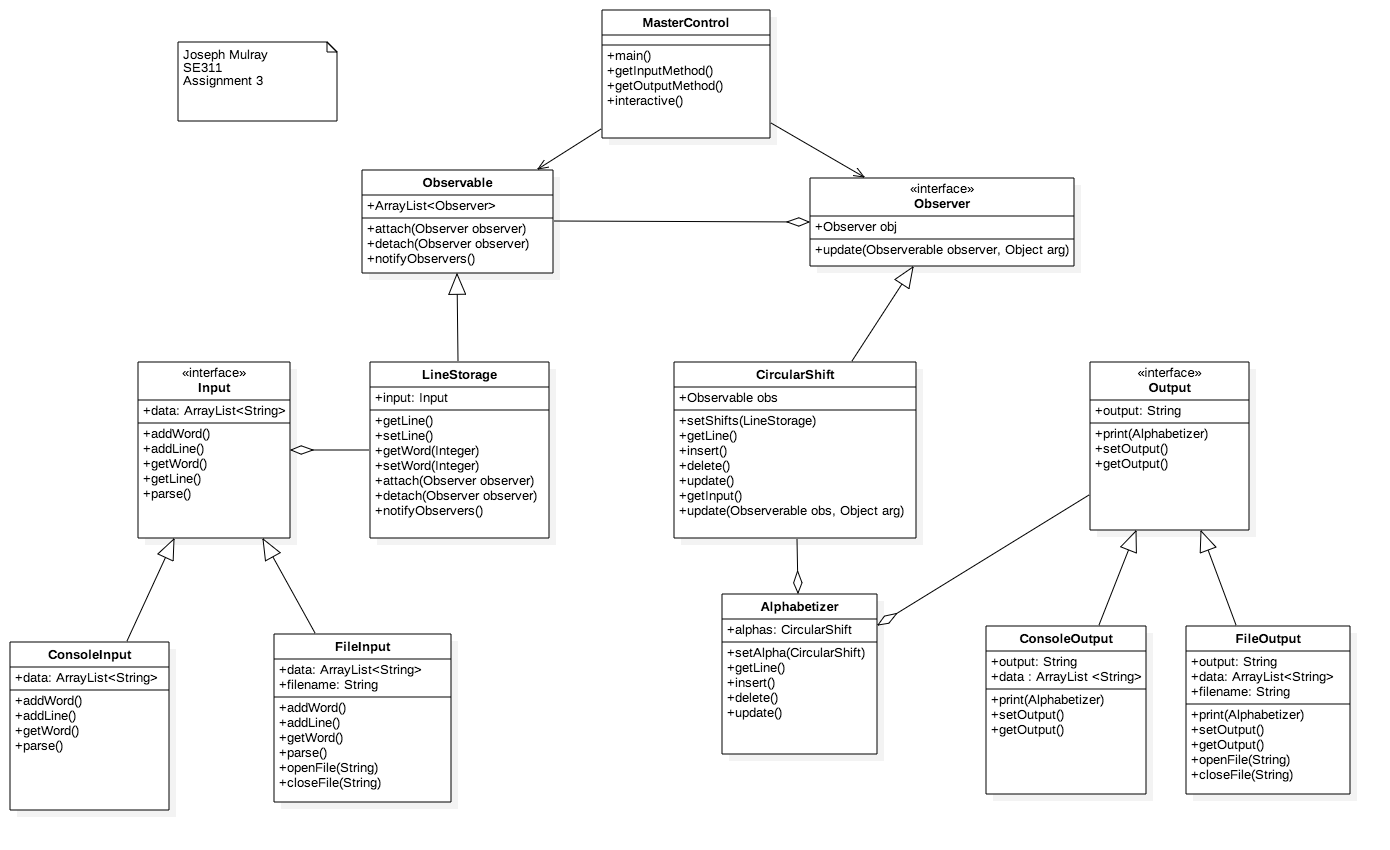 Joseph Mulray
SE311
Assignment 3
MasterControl
+main()
+getInputMethod()
+getOutputMethod()
+interactive()
Observable
+ArrayList<Observer>
+attach(Observer observer)
+detach(Observer observer)
+notifyObservers()
«interface»
Observer
+Observer obj
+update(Observerable observer, Object arg)
«interface»
Input
+data: ArrayList<String>
+addWord()
+addLine()
+getWord()
+getLine()
+parse()
LineStorage
+input: Input
+getLine()
+setLine()
+getWord(Integer)
+setWord(Integer)
+attach(Observer observer)
+detach(Observer observer)
+notifyObservers()
CircularShift
+Observable obs
+setShifts(LineStorage)
+getLine()
+insert()
+delete()
+update()
+getInput()
+update(Observerable obs, Object arg)
«interface»
Output
+output: String
+print(Alphabetizer)
+setOutput()
+getOutput()
ConsoleInput
+data: ArrayList<String>
+addWord()
+addLine()
+getWord()
+parse()
FileInput
+data: ArrayList<String>
+filename: String
+addWord()
+addLine()
+getWord()
+parse()
+openFile(String)
+closeFile(String)
Alphabetizer
+alphas: CircularShift
+setAlpha(CircularShift)
+getLine()
+insert()
+delete()
+update()
ConsoleOutput
+output: String
+data : ArrayList <String>
+print(Alphabetizer)
+setOutput()
+getOutput()
FileOutput
+output: String
+data: ArrayList<String>
+filename: String
+print(Alphabetizer)
+setOutput()
+getOutput()
+openFile(String)
+closeFile(String)